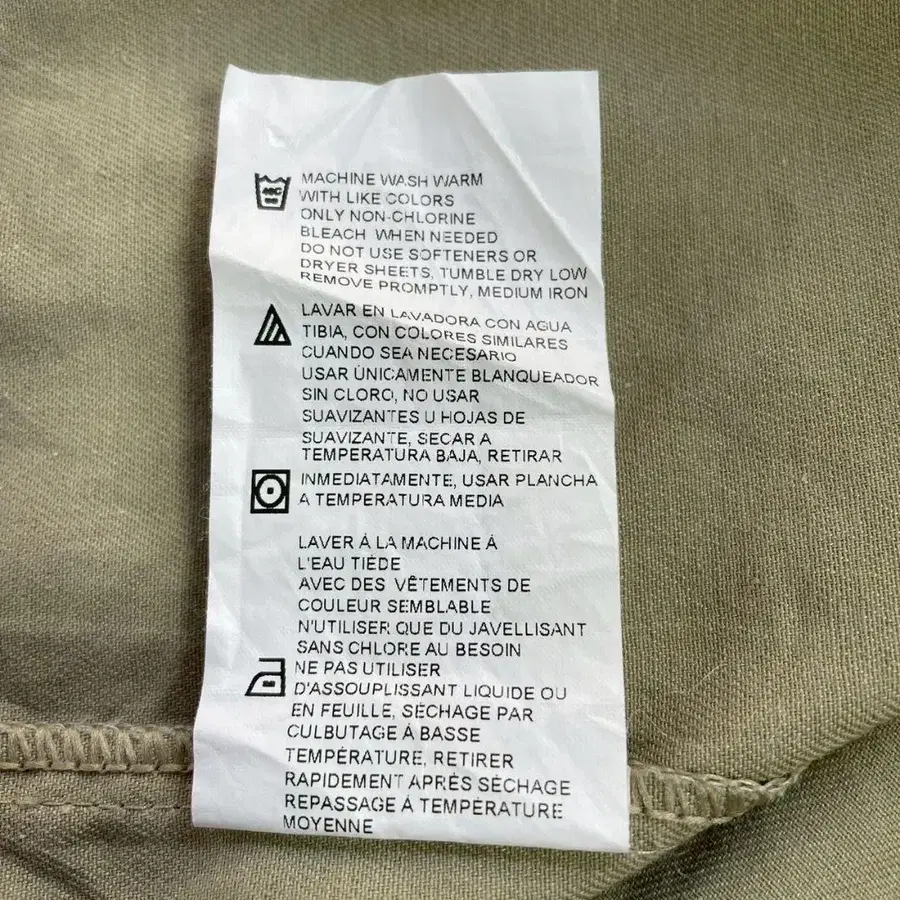 40C
MACHINE WASH WARM
WITH LIKE COLORS
ONLY NON-CHLORINE
BLEACH WHEN NEEDED
DO NOT USE SOFTENERS OR
DRYER SHEETS, TUMBLE DRY LOW
REMOVE PROMPTLY, MEDIUM IRON
LAVAR EN LAVADORA CON AGUA
TIBIA, CON COLORES SIMILARES
CUANDO SEA NECESARIO
USAR ÚNICAMENTE BLANQUEADOR
SIN CLORO, NO USAR
SUAVIZANTES U HOJAS DE
SUAVIZANTE, SECAR A
TEMPERATURA BAJA, RETIRAR
INMEDIATAMENTE, USAR PLANCHA
A TEMPERATURA MEDIA
LAVER À LA MACHINE À
L'EAU TIÈDE
AVEC DES VÊTEMENTS DE
COULEUR SEMBLABLE
N'UTILISER QUE DU JAVELLISANT
SANS CHLORE AU BESOIN
NE PAS UTILISER
D'ASSOUPLISSANT LIQUIDE OU
EN FEUILLE, SÉCHAGE PAR
CULBUTAGE À BASSE
TEMPÉRATURE, RETIRER
RAPIDEMENT APRÈS SÉCHAGE
REPASSAGE À TEMPÉRATURE
MOYENNE